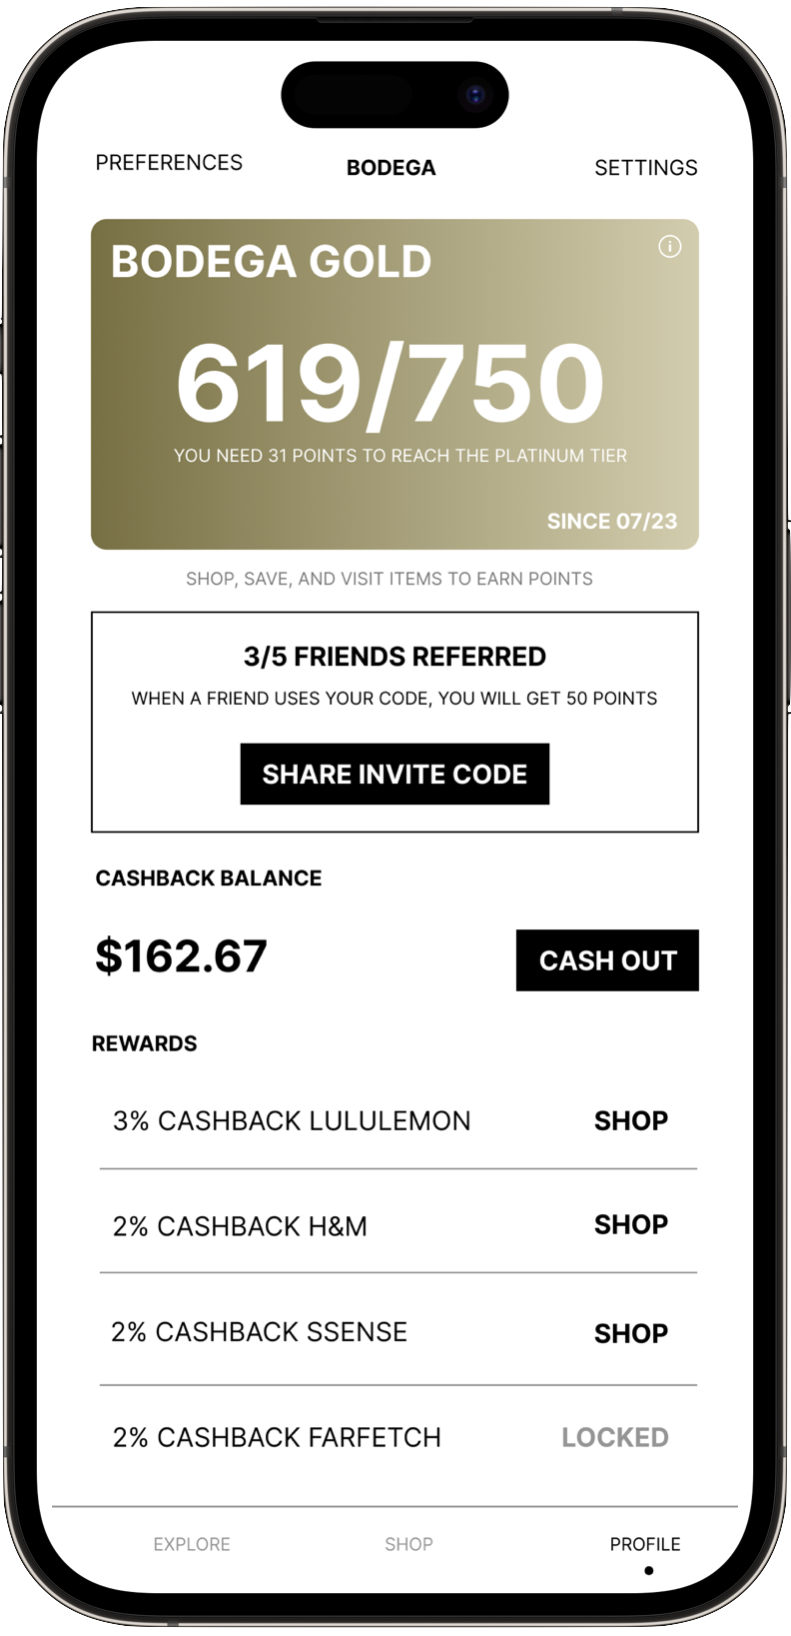 PREFERENCES
BODEGA
SETTINGS
BODEGA GOLD
619/750
YOU NEED 31 POINTS TO REACH THE PLATINUM TIER
SINCE 07/23
SHOP, SAVE, AND VISIT ITEMS TO EARN POINTS
3/5 FRIENDS REFERRED
WHEN A FRIEND USES YOUR CODE, YOU WILL GET 50 POINTS
SHARE INVITE CODE
CASHBACK BALANCE
$162.67
CASH OUT
REWARDS
3% CASHBACK LULULEMON
SHOP
2% CASHBACK H&M
SHOP
2% CASHBACK SSENSE
SHOP
2% CASHBACK FARFETCH
LOCKED
EXPLORE
SHOP
PROFILE